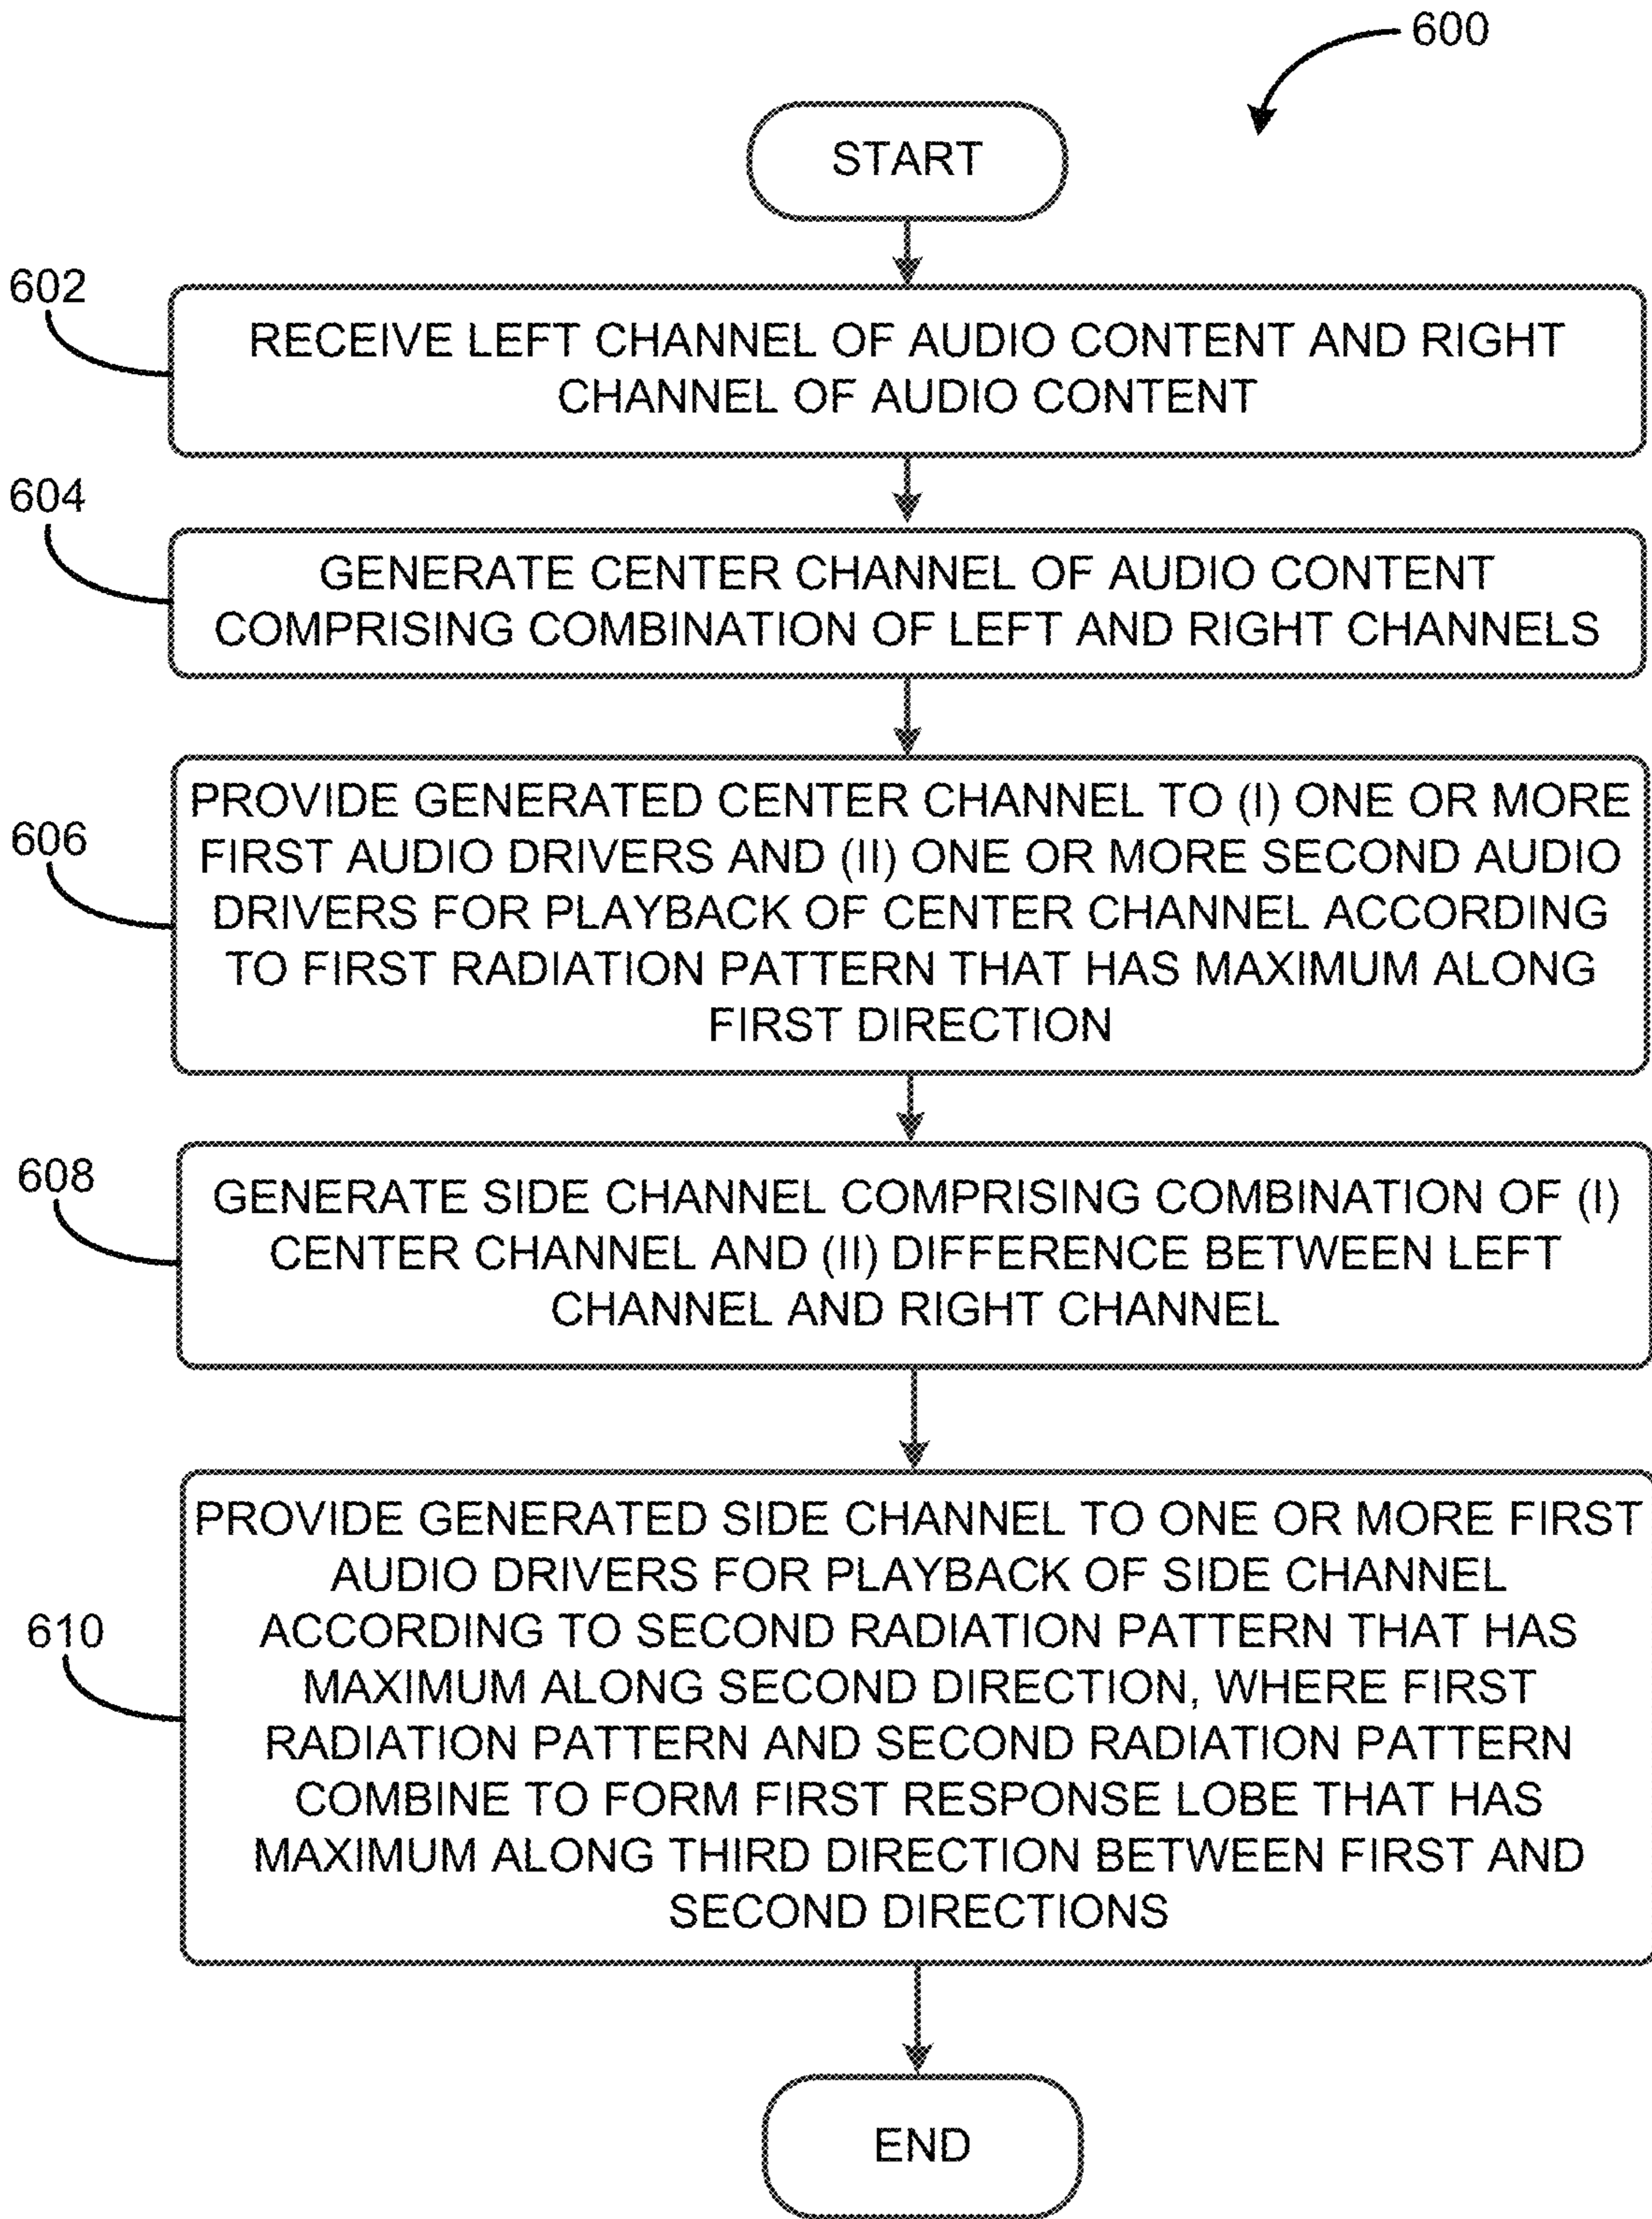 600
START
602
RECEIVE LEFT CHANNEL OF AUDIO CONTENT AND RIGHT
CHANNEL OF AUDIO CONTENT
604
GENERATE CENTER CHANNEL OF AUDIO CONTENT
COMPRISING COMBINATION OF LEFT AND RIGHT CHANNELS
606
PROVIDE GENERATED CENTER CHANNEL TO (I) ONE OR MORE
FIRST AUDIO DRIVERS AND (II) ONE OR MORE SECOND AUDIO
DRIVERS FOR PLAYBACK OF CENTER CHANNEL ACCORDING
TO FIRST RADIATION PATTERN THAT HAS MAXIMUM ALONG
FIRST DIRECTION
608
GENERATE SIDE CHANNEL COMPRISING COMBINATION OF (I)
CENTER CHANNEL AND (II) DIFFERENCE BETWEEN LEFT
CHANNEL AND RIGHT CHANNEL
610
PROVIDE GENERATED SIDE CHANNEL TO ONE OR MORE FIRST
AUDIO DRIVERS FOR PLAYBACK OF SIDE CHANNEL
ACCORDING TO SECOND RADIATION PATTERN THAT HAS
MAXIMUM ALONG SECOND DIRECTION, WHERE FIRST
RADIATION PATTERN AND SECOND RADIATION PATTERN
COMBINE TO FORM FIRST RESPONSE LOBE THAT HAS
MAXIMUM ALONG THIRD DIRECTION BETWEEN FIRST AND
SECOND DIRECTIONS
END